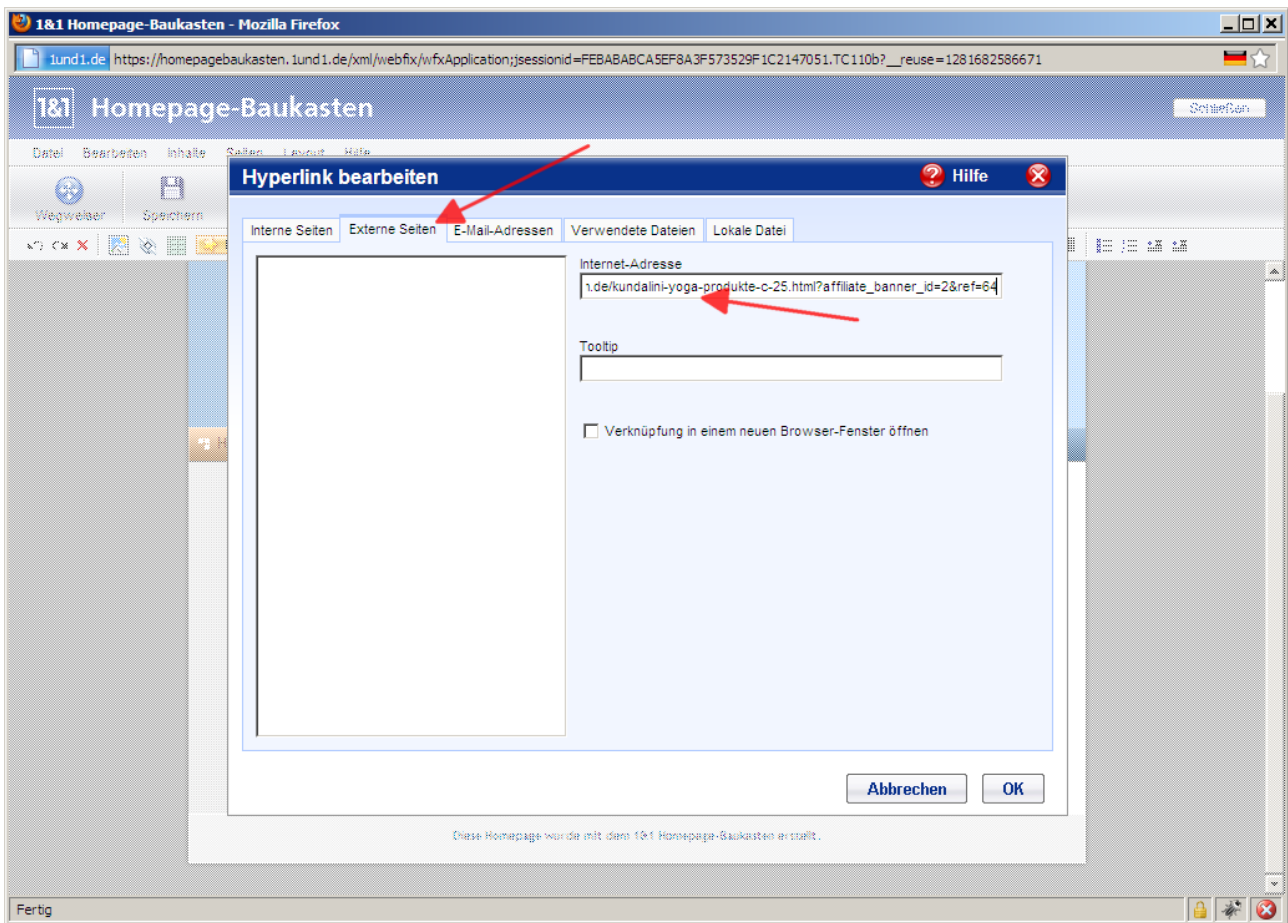 1&1 Homepage-Baukasten - Mozilla Firefox
1und1.de https://homepagebaukasten.1und1.de/xml/webfix/wfxApplication;jsessionid=FEBABABCA5EF8A3F573529F1C2147051.TC110b?__reuse=1281682586671
1&1 Homepage-Baukasten
Schließen
Datei Bearbeiten Inhalte Seiten Layout Hilfe
Hyperlink bearbeiten
Hilfe
Wegweiser Speichern
Interne Seiten Externe Seiten E-Mail-Adressen Verwendete Dateien Lokale Datei
Internet-Adresse
.de/kundalini-yoga-produkte-c-25.html?affiliate_banner_id=2&ref=64
Tooltip
Verknüpfung in einem neuen Browser-Fenster öffnen
Abbrechen OK
Diese Homepage wurde mit dem 1&1 Homepage-Baukasten erstellt.
Fertig